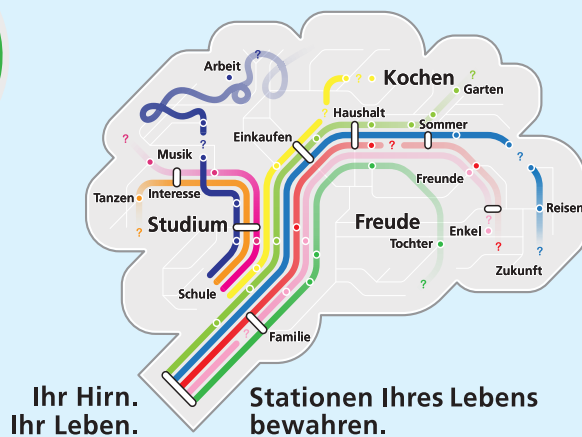 Arbeit
?
? ?
Kochen
?
Garten
?
Haushalt
Sommer
?
Einkaufen
?
?
?
Musik
Freunde
?
Tanzen
Interesse
?
Studium
Freude
Reisen
Enkel
?
Tochter
?
?
Zukunft
Schule
?
?
Familie
Ihr Hirn.
Ihr Leben.
Stationen Ihres Lebens
bewahren.